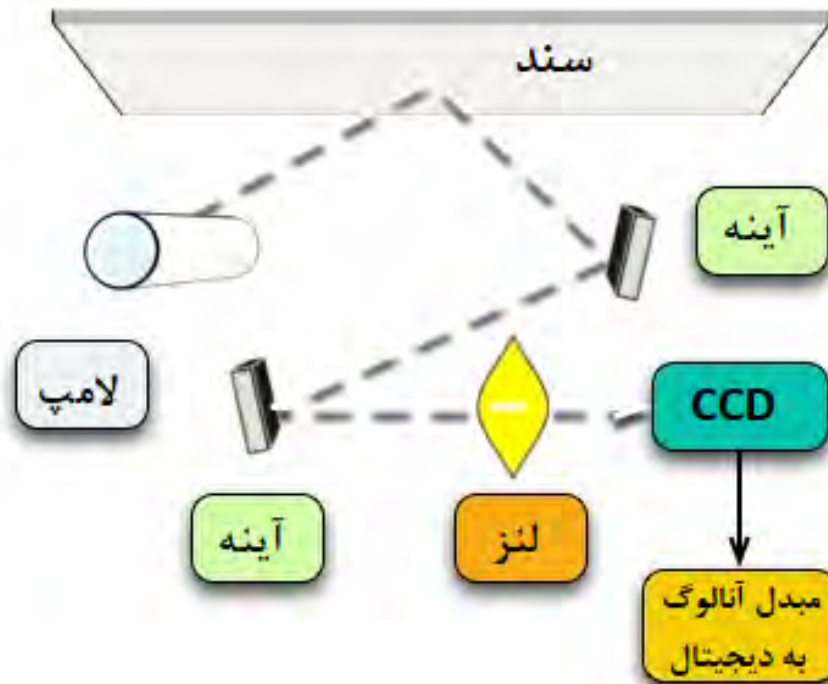 سند
آینه
لامپ
CCD
آینه
لنز
مبدل آنالوگ
به دیجیتال